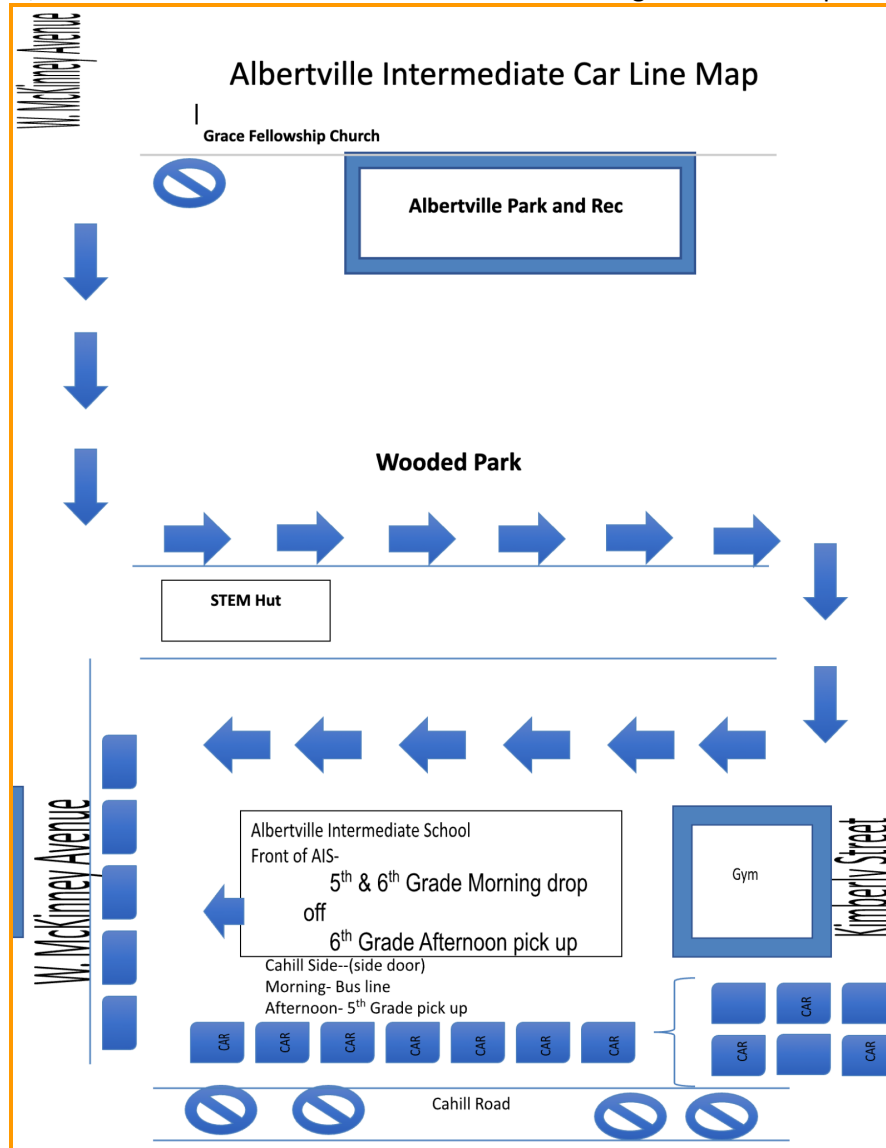 W. McKinney Avenue
Albertville Intermediate Car Line Map
Grace Fellowship Church
Albertville Park and Rec
Wooded Park
STEM Hut
W. McKinney Avenue
Albertville Intermediate School
Front of AIS-
5th & 6th Grade Morning drop
off
6th Grade Afternoon pick up
Gym
Kimberly Street
Cahill Side--(side door)
Morning- Bus line
Afternoon- 5th Grade pick up
CAR
CAR
CAR
CAR
CAR
CAR
CAR
CAR
CAR
CAR
Cahill Road